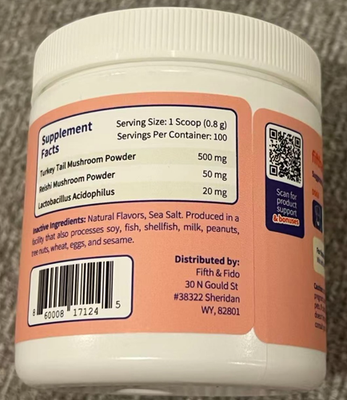 Supplement
Facts
Serving Size: 1 Scoop (0.8 g)
Servings Per Container: 100
Turkey Tail Mushroom Powder 500 mg
Reishi Mushroom Powder 50 mg
Lactobacillus Acidophilus 20 mg
Inactive Ingredients: Natural Flavors, Sea Salt. Produced in a
facility that also processes soy, fish, shellfish, milk, peanuts,
tree nuts, wheat, eggs, and sesame.
Distributed by:
Fifth & Fido
30 N Gould St
#38322 Sheridan
WY, 82801
8 60008 17124 5
Scan for
product
support
& bonuses